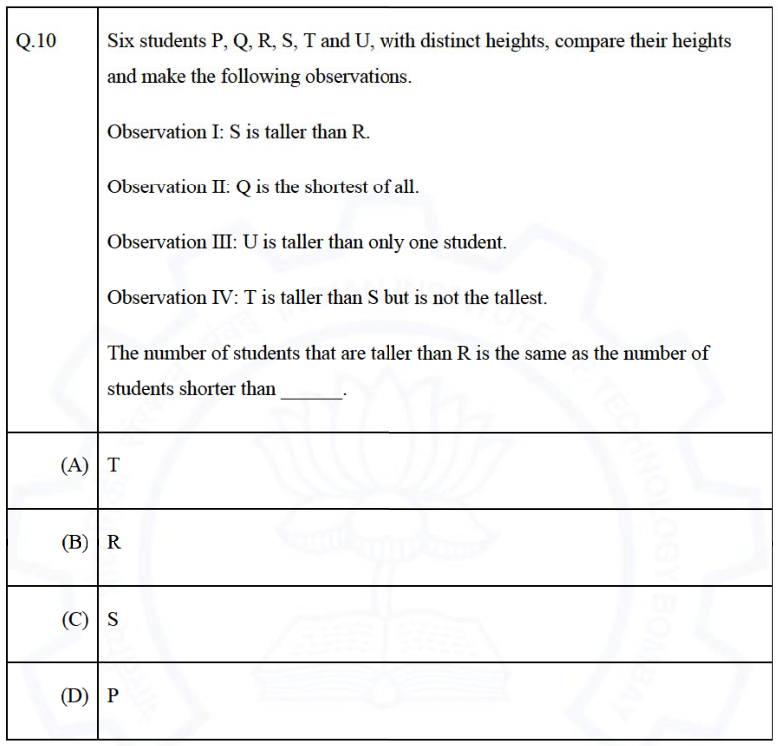 Q.10
Six students P, Q, R, S, T and U, with distinct heights, compare their heights
and make the following observations.
Observation I: S is taller than R.
Observation II: Q is the shortest of all.
Observation III: U is taller than only one student.
Observation IV: T is taller than S but is not the tallest.
The number of students that are taller than R is the same as the number of
students shorter than ______.
(A) T
(B) R
(C) S
(D) P